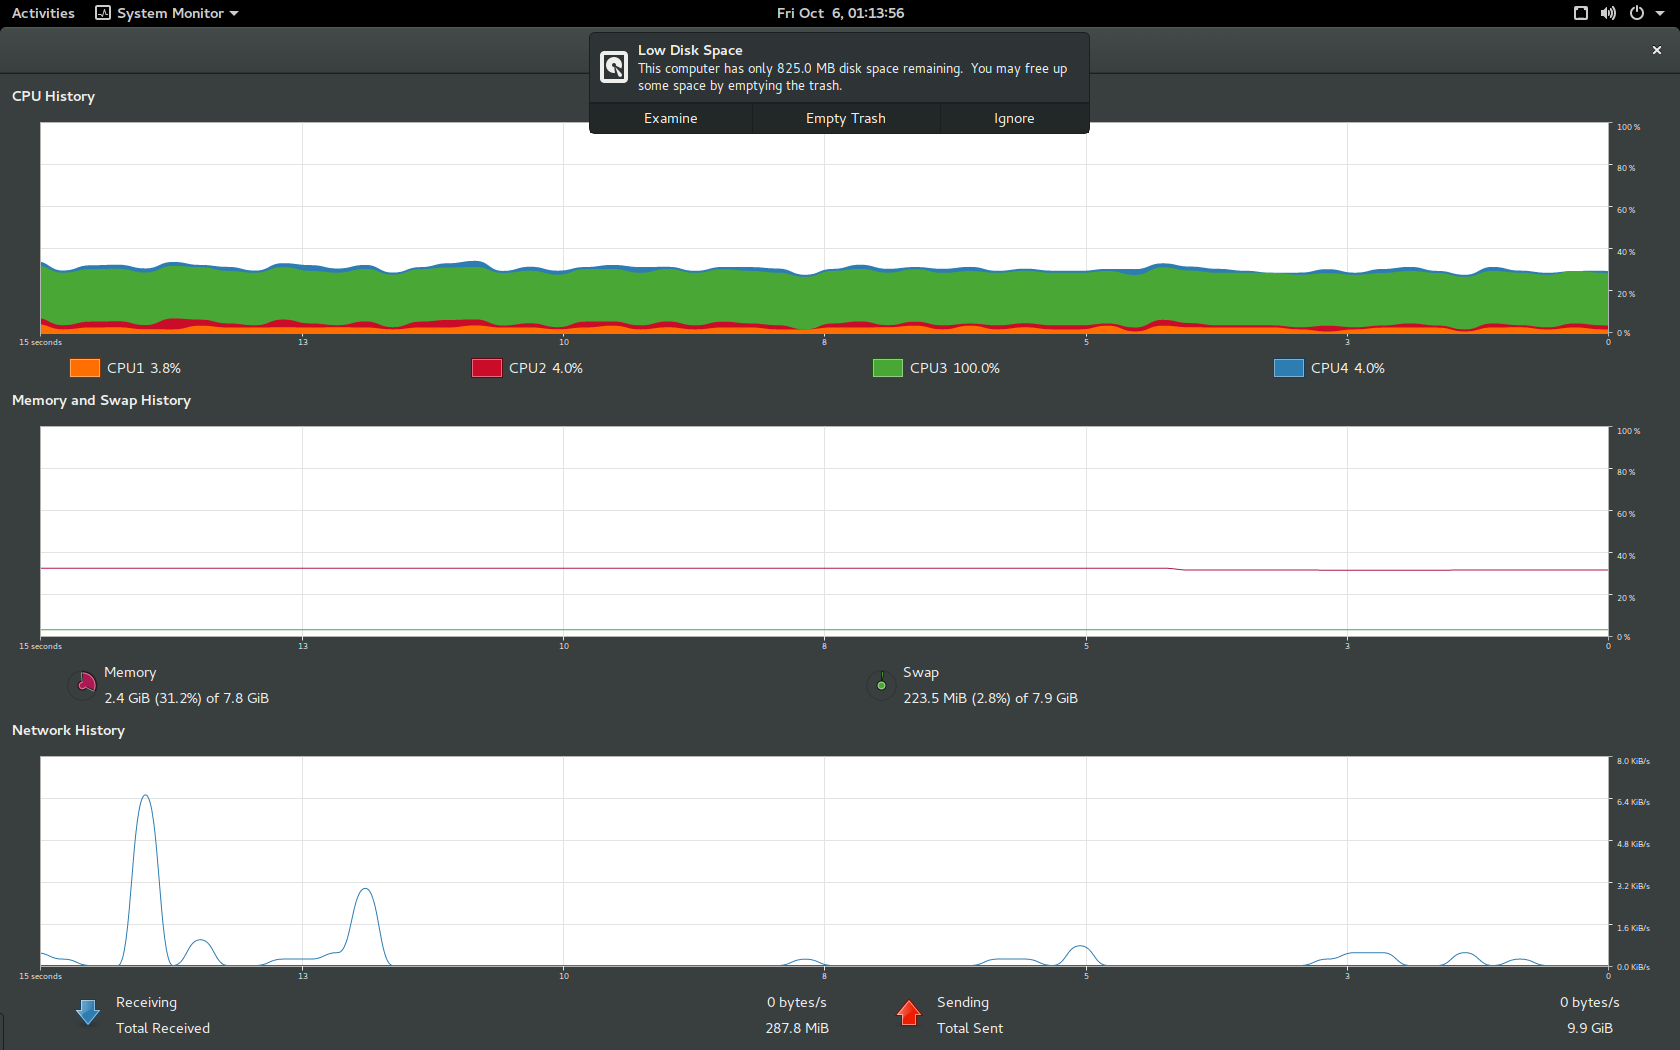 Activities
System Monitor
Fri Oct 6, 01:13:56
Low Disk Space
This computer has only 825.0 MB disk space remaining. You may free up
some space by emptying the trash.
Examine
Empty Trash
Ignore
CPU History
100 %
80 %
60 %
40 %
20 %
0 %
15 seconds
13
10
8
5
3
0
CPU1 3.8%
CPU2 4.0%
CPU3 100.0%
CPU4 4.0%
Memory and Swap History
100 %
80 %
60 %
40 %
20 %
0 %
15 seconds
13
10
8
5
3
0
Memory
2.4 GiB (31.2%) of 7.8 GiB
Swap
223.5 MiB (2.8%) of 7.9 GiB
Network History
8.0 KiB/s
6.4 KiB/s
4.8 KiB/s
3.2 KiB/s
1.6 KiB/s
0.0 KiB/s
15 seconds
13
10
8
5
3
0
Receiving
0 bytes/s
Total Received
287.8 MiB
Sending
0 bytes/s
Total Sent
9.9 GiB